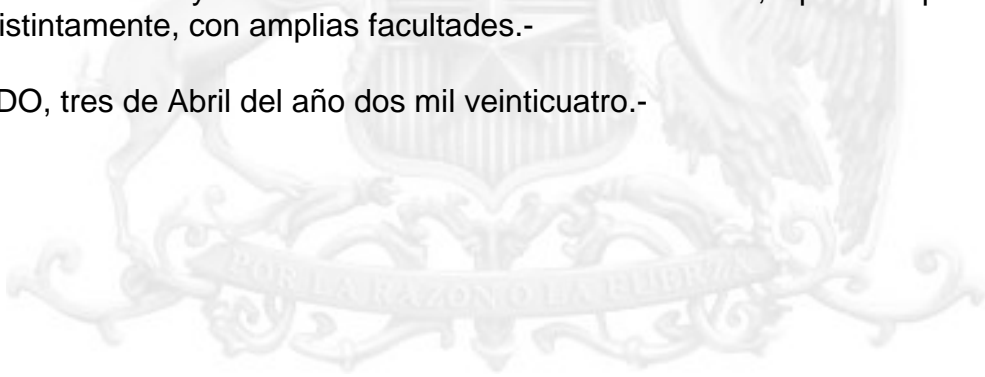 istintamente, con amplias facultades.-
DO, tres de Abril del año dos mil veinticuatro.-
POR LA RAZON O LA FUERZA